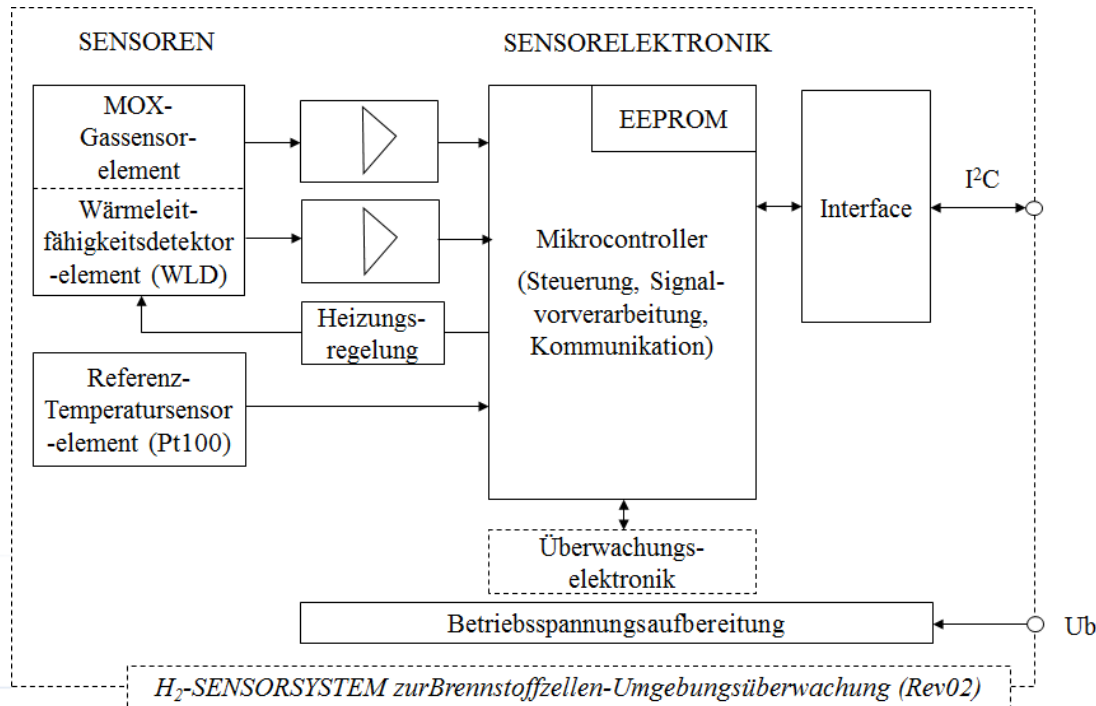 SENSOREN
SENSORELEKTRONIK
MOX-
Gassensor-
element
Wärmeleit-
fähigkeitsdetektor
-element (WLD)
Heizungs-
regelung
Referenz-
Temperatursensor
-element (Pt100)
EEPROM
Mikrocontroller
(Steuerung, Signal-
vorverarbeitung,
Kommunikation)
Interface
I²C
Überwachungs-
elektronik
Betriebsspannungsaufbereitung
Ub
H₂-SENSORSYSTEM zurBrennstoffzellen-Umgebungsüberwachung (Rev02)